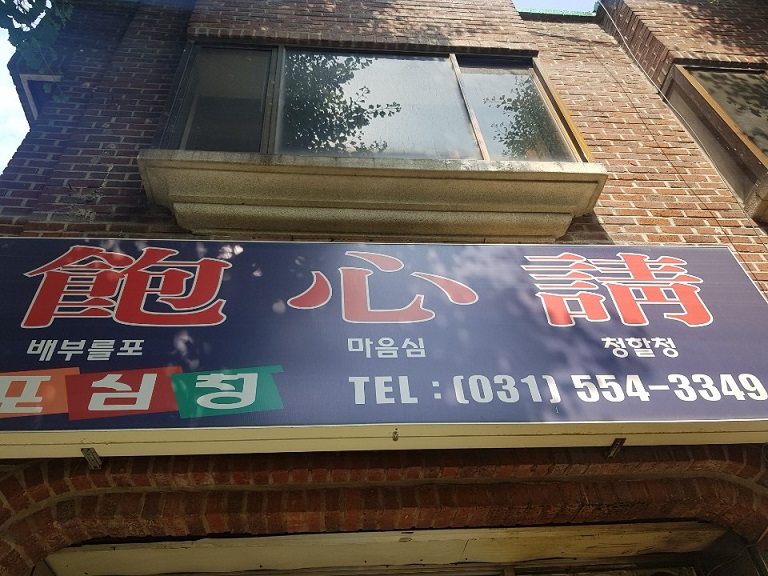 飽 心 請
배부를포 마음심 청할청
포심청 TEL : (031) 554-3349